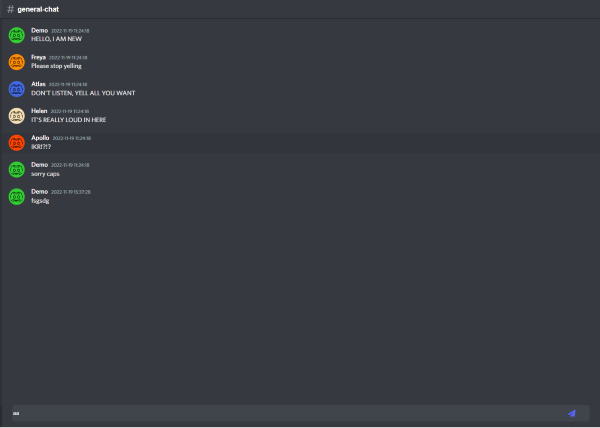 # general-chat
Demo 2022-11-19 11:24:18
HELLO, I AM NEW
Freya 2022-11-19 11:24:18
Please stop yelling
Atlas 2022-11-19 11:24:18
DON'T LISTEN, YELL ALL YOU WANT
Helen 2022-11-19 11:24:18
IT'S REALLY LOUD IN HERE
Apollo 2022-11-19 11:24:18
IKR!?!?
Demo 2022-11-19 11:24:18
sorry caps
Demo 2022-11-19 15:37:28
fsgsdg
aa